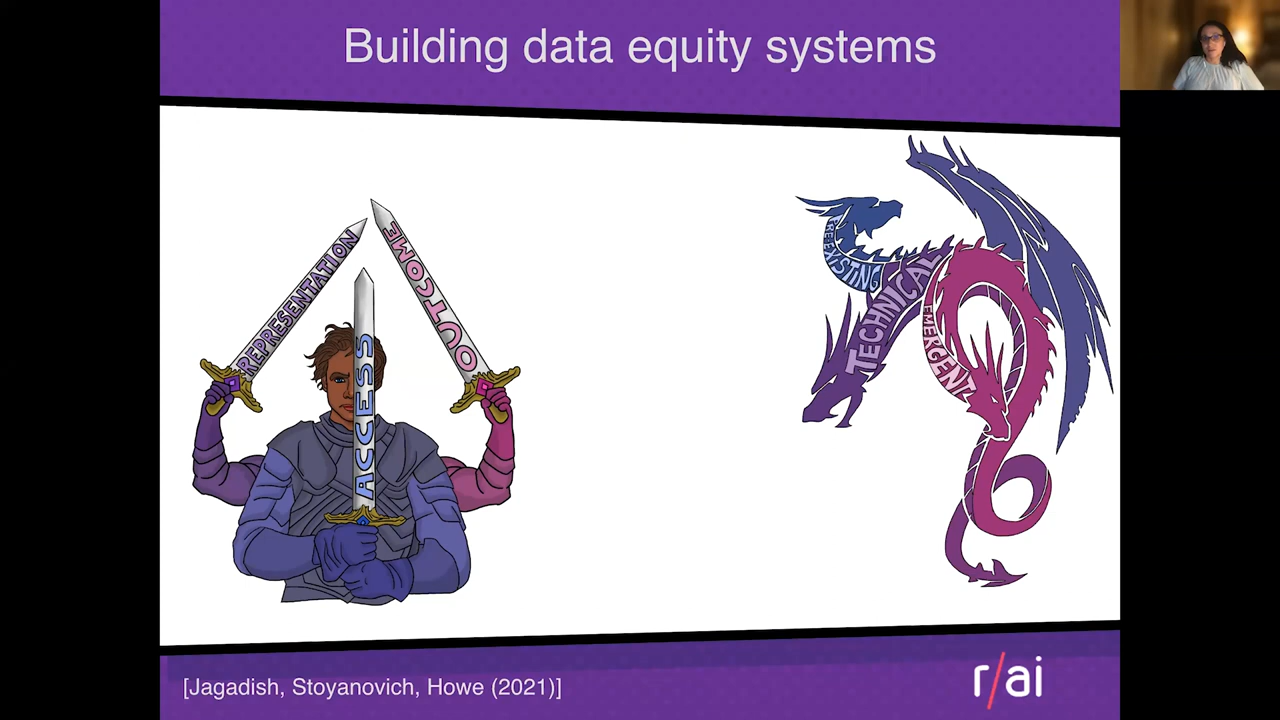 Building data equity systems
REPRESENTATION
OUTCOME
ACCESS
PRE-EXISTING
TECHNICAL
EMERGENT
[Jagadish, Stoyanovich, Howe (2021)]
r/ai